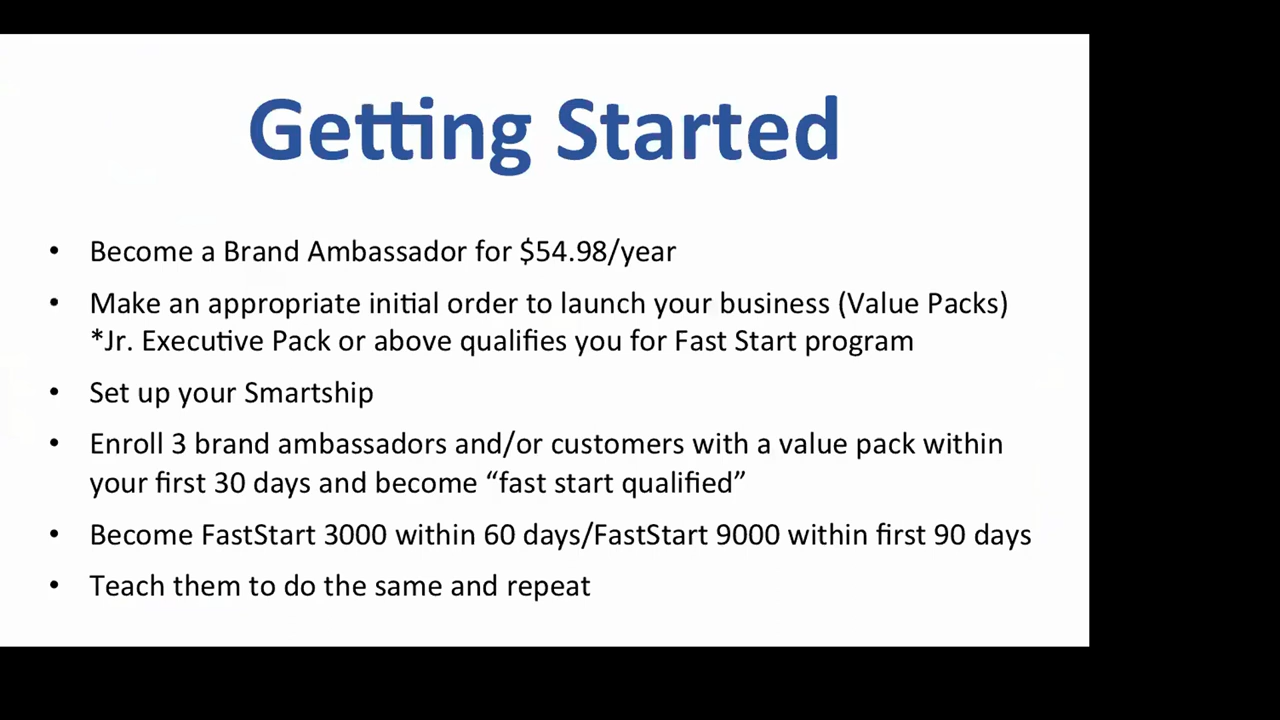 Getting Started
• Become a Brand Ambassador for $54.98/year
• Make an appropriate initial order to launch your business (Value Packs)
*Jr. Executive Pack or above qualifies you for Fast Start program
• Set up your Smartship
• Enroll 3 brand ambassadors and/or customers with a value pack within
your first 30 days and become “fast start qualified”
• Become FastStart 3000 within 60 days/FastStart 9000 within first 90 days
• Teach them to do the same and repeat